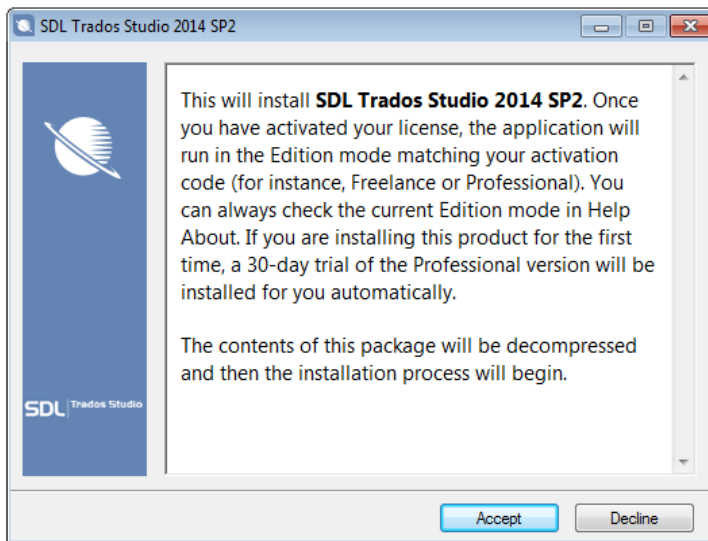 SDL Trados Studio 2014 SP2
This will install SDL Trados Studio 2014 SP2. Once
you have activated your license, the application will
run in the Edition mode matching your activation
code (for instance, Freelance or Professional). You
can always check the current Edition mode in Help
About. If you are installing this product for the first
time, a 30-day trial of the Professional version will be
installed for you automatically.
The contents of this package will be decompressed
and then the installation process will begin.
SDL Trados Studio
Accept
Decline